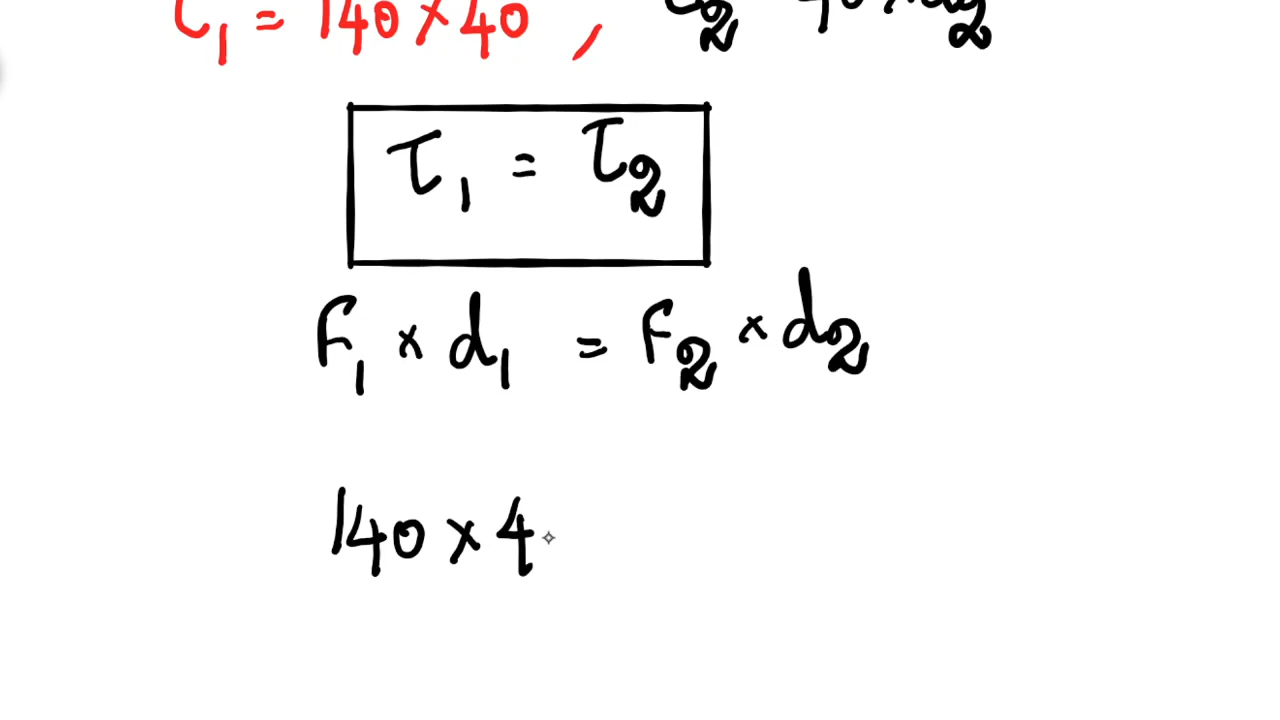 τ₁ = 140 × 40 ,
τ₁ = τ₂
F₁ × d₁ = F₂ × d₂
140 × 4